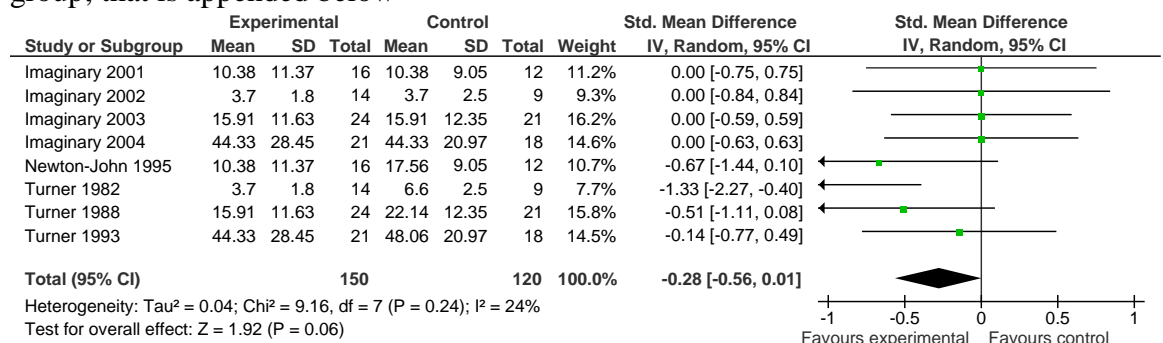 group, that is appended below
Experimental Control Std. Mean Difference Std. Mean Difference
Study or Subgroup Mean SD Total Mean SD Total Weight IV, Random, 95% CI IV, Random, 95% CI
Imaginary 2001 10.38 11.37 16 10.38 9.05 12 11.2% 0.00 [-0.75, 0.75]
Imaginary 2002 3.7 1.8 14 3.7 2.5 9 9.3% 0.00 [-0.84, 0.84]
Imaginary 2003 15.91 11.63 24 15.91 12.35 21 16.2% 0.00 [-0.59, 0.59]
Imaginary 2004 44.33 28.45 21 44.33 20.97 18 14.6% 0.00 [-0.63, 0.63]
Newton-John 1995 10.38 11.37 16 17.56 9.05 12 10.7% -0.67 [-1.44, 0.10]
Turner 1982 3.7 1.8 14 6.6 2.5 9 7.7% -1.33 [-2.27, -0.40]
Turner 1988 15.91 11.63 24 22.14 12.35 21 15.8% -0.51 [-1.11, 0.08]
Turner 1993 44.33 28.45 21 48.06 20.97 18 14.5% -0.14 [-0.77, 0.49]
Total (95% CI) 150 120 100.0% -0.28 [-0.56, 0.01]
Heterogeneity: Tau² = 0.04; Chi² = 9.16, df = 7 (P = 0.24); I² = 24%
Test for overall effect: Z = 1.92 (P = 0.06)
-1 -0.5 0 0.5 1
Favours experimental Favours control